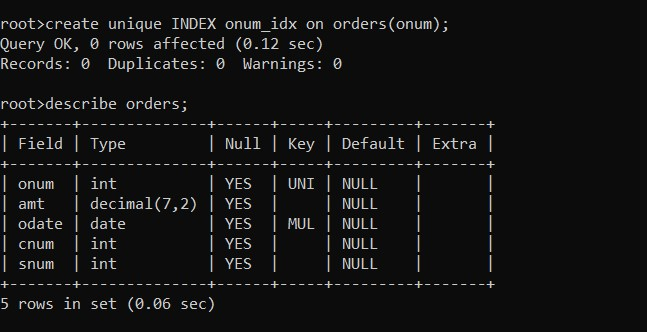 root>create unique INDEX onum_idx on orders(onum);
Query OK, 0 rows affected (0.12 sec)
Records: 0  Duplicates: 0  Warnings: 0

root>describe orders;
+-------+--------------+------+-----+---------+-------+
| Field | Type         | Null | Key | Default | Extra |
+-------+--------------+------+-----+---------+-------+
| onum  | int          | YES  | UNI | NULL    |       |
| amt   | decimal(7,2) | YES  |     | NULL    |       |
| odate | date         | YES  | MUL | NULL    |       |
| cnum  | int          | YES  |     | NULL    |       |
| snum  | int          | YES  |     | NULL    |       |
+-------+--------------+------+-----+---------+-------+
5 rows in set (0.06 sec)